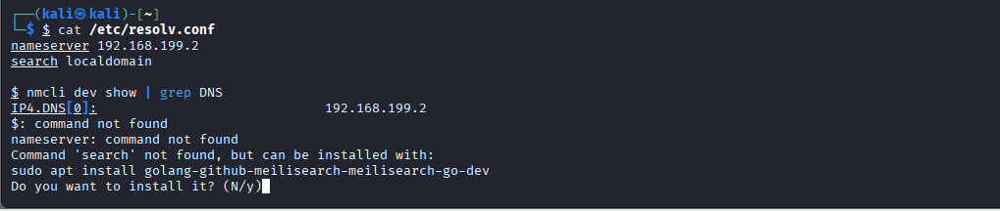 ┌──(kali㉿kali)-[~]
└─$ $ cat /etc/resolv.conf
nameserver 192.168.199.2
search localdomain

$ nmcli dev show | grep DNS
IP4.DNS[0]:                             192.168.199.2
$: command not found
nameserver: command not found
Command 'search' not found, but can be installed with:
sudo apt install golang-github-meilisearch-meilisearch-go-dev
Do you want to install it? (N/y)